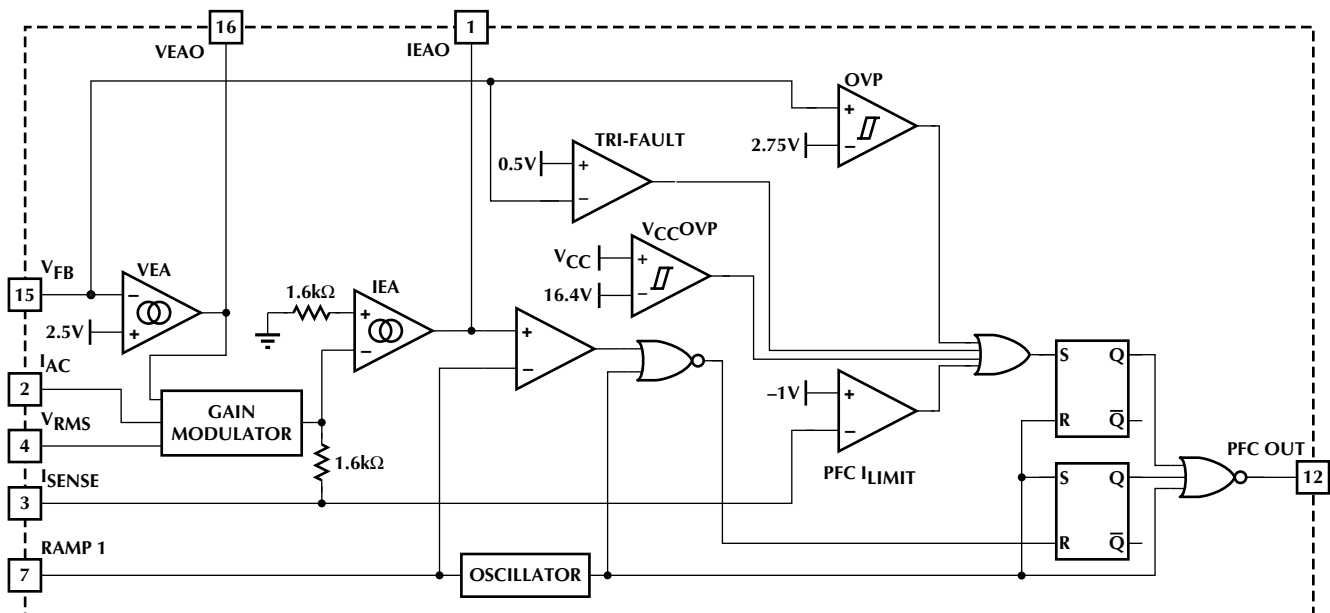 16
1
VEAO
IEAO
OVP
2.75V
+
−
TRI-FAULT
0.5V
+
−
VCCOVP
VCC
+
16.4V
−
VFB
15
VEA
−
2.5V
+
1.6kΩ
IEA
+
−
+
−
IAC
2
VRMS
4
GAIN
MODULATOR
1.6kΩ
ISENSE
3
−1V
+
−
PFC ILIMIT
S
Q
R
Q̅
S
Q
R
Q̅
PFC OUT
12
RAMP 1
7
OSCILLATOR